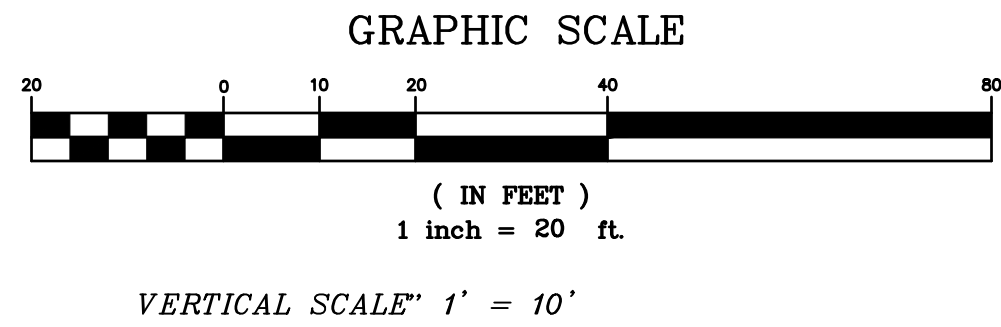 GRAPHIC SCALE
20 0 10 20 40 80
( IN FEET )
1 inch = 20 ft.
VERTICAL SCALE" 1' = 10'